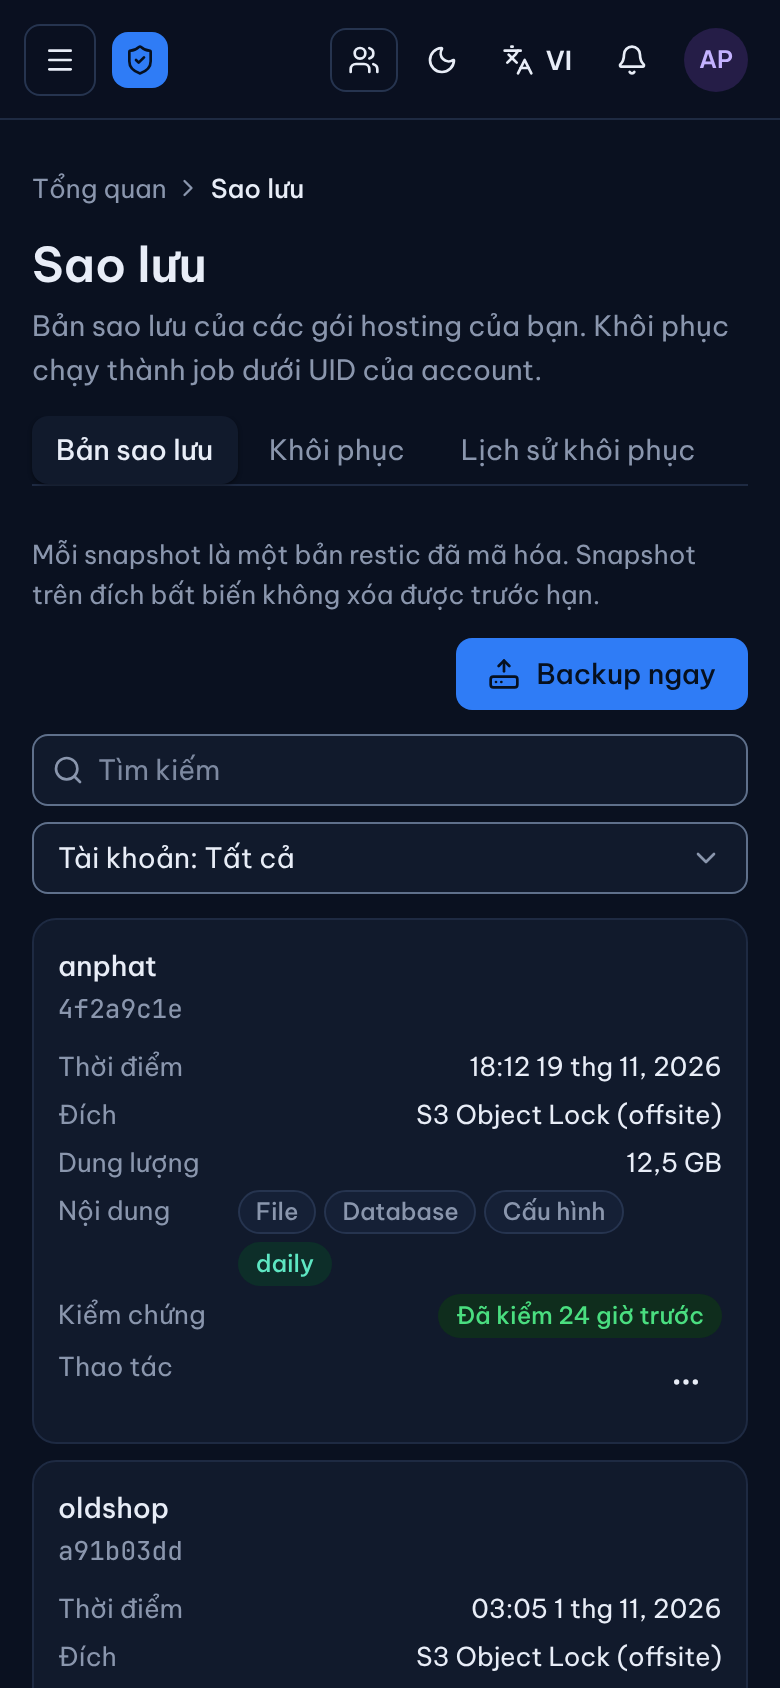 VI
AP
Tổng quan > Sao lưu
Sao lưu
Bản sao lưu của các gói hosting của bạn. Khôi phục
chạy thành job dưới UID của account.
Bản sao lưu Khôi phục Lịch sử khôi phục
Mỗi snapshot là một bản restic đã mã hóa. Snapshot
trên đích bất biến không xóa được trước hạn.
Backup ngay
Tìm kiếm
Tài khoản: Tất cả
anphat
4f2a9c1e
Thời điểm 18:12 19 thg 11, 2026
Đích S3 Object Lock (offsite)
Dung lượng 12,5 GB
Nội dung File Database Cấu hình
daily
Kiểm chứng Đã kiểm 24 giờ trước
Thao tác ...
oldshop
a91b03dd
Thời điểm 03:05 1 thg 11, 2026
Đích S3 Object Lock (offsite)